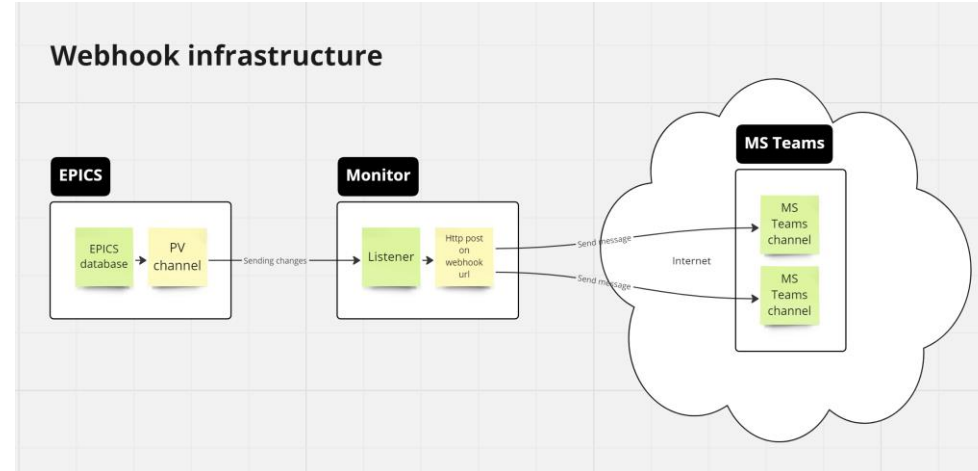 Webhook infrastructure
EPICS
EPICS
database
PV
channel
Sending changes
Monitor
Listener
Http post
on
webhook
url
Send message
Send message
Internet
MS Teams
MS
Teams
channel
MS
Teams
channel